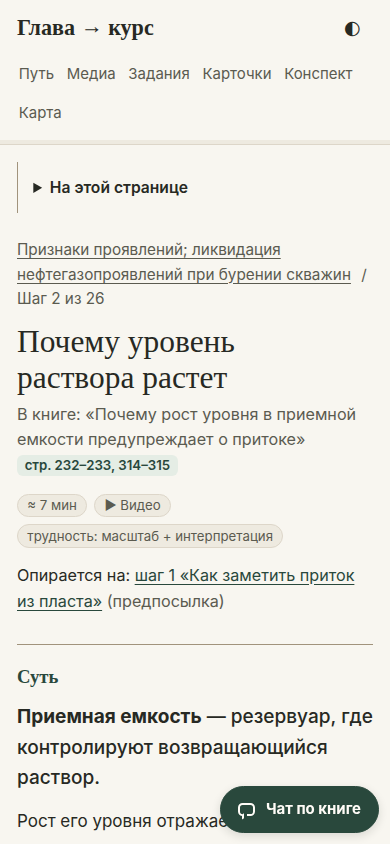 Глава → курс
Путь Медиа Задания Карточки Конспект
Карта
▶ На этой странице
Признаки проявлений; ликвидация
нефтегазопроявлений при бурении скважин /
Шаг 2 из 26
Почему уровень
раствора растет
В книге: «Почему рост уровня в приемной
емкости предупреждает о притоке»
стр. 232–233, 314–315
≈ 7 мин ▶ Видео
трудность: масштаб + интерпретация
Опирается на: шаг 1 «Как заметить приток
из пласта» (предпосылка)
Суть
Приемная емкость — резервуар, где
контролируют возвращающийся
раствор.
Рост его уровня
Чат по книге